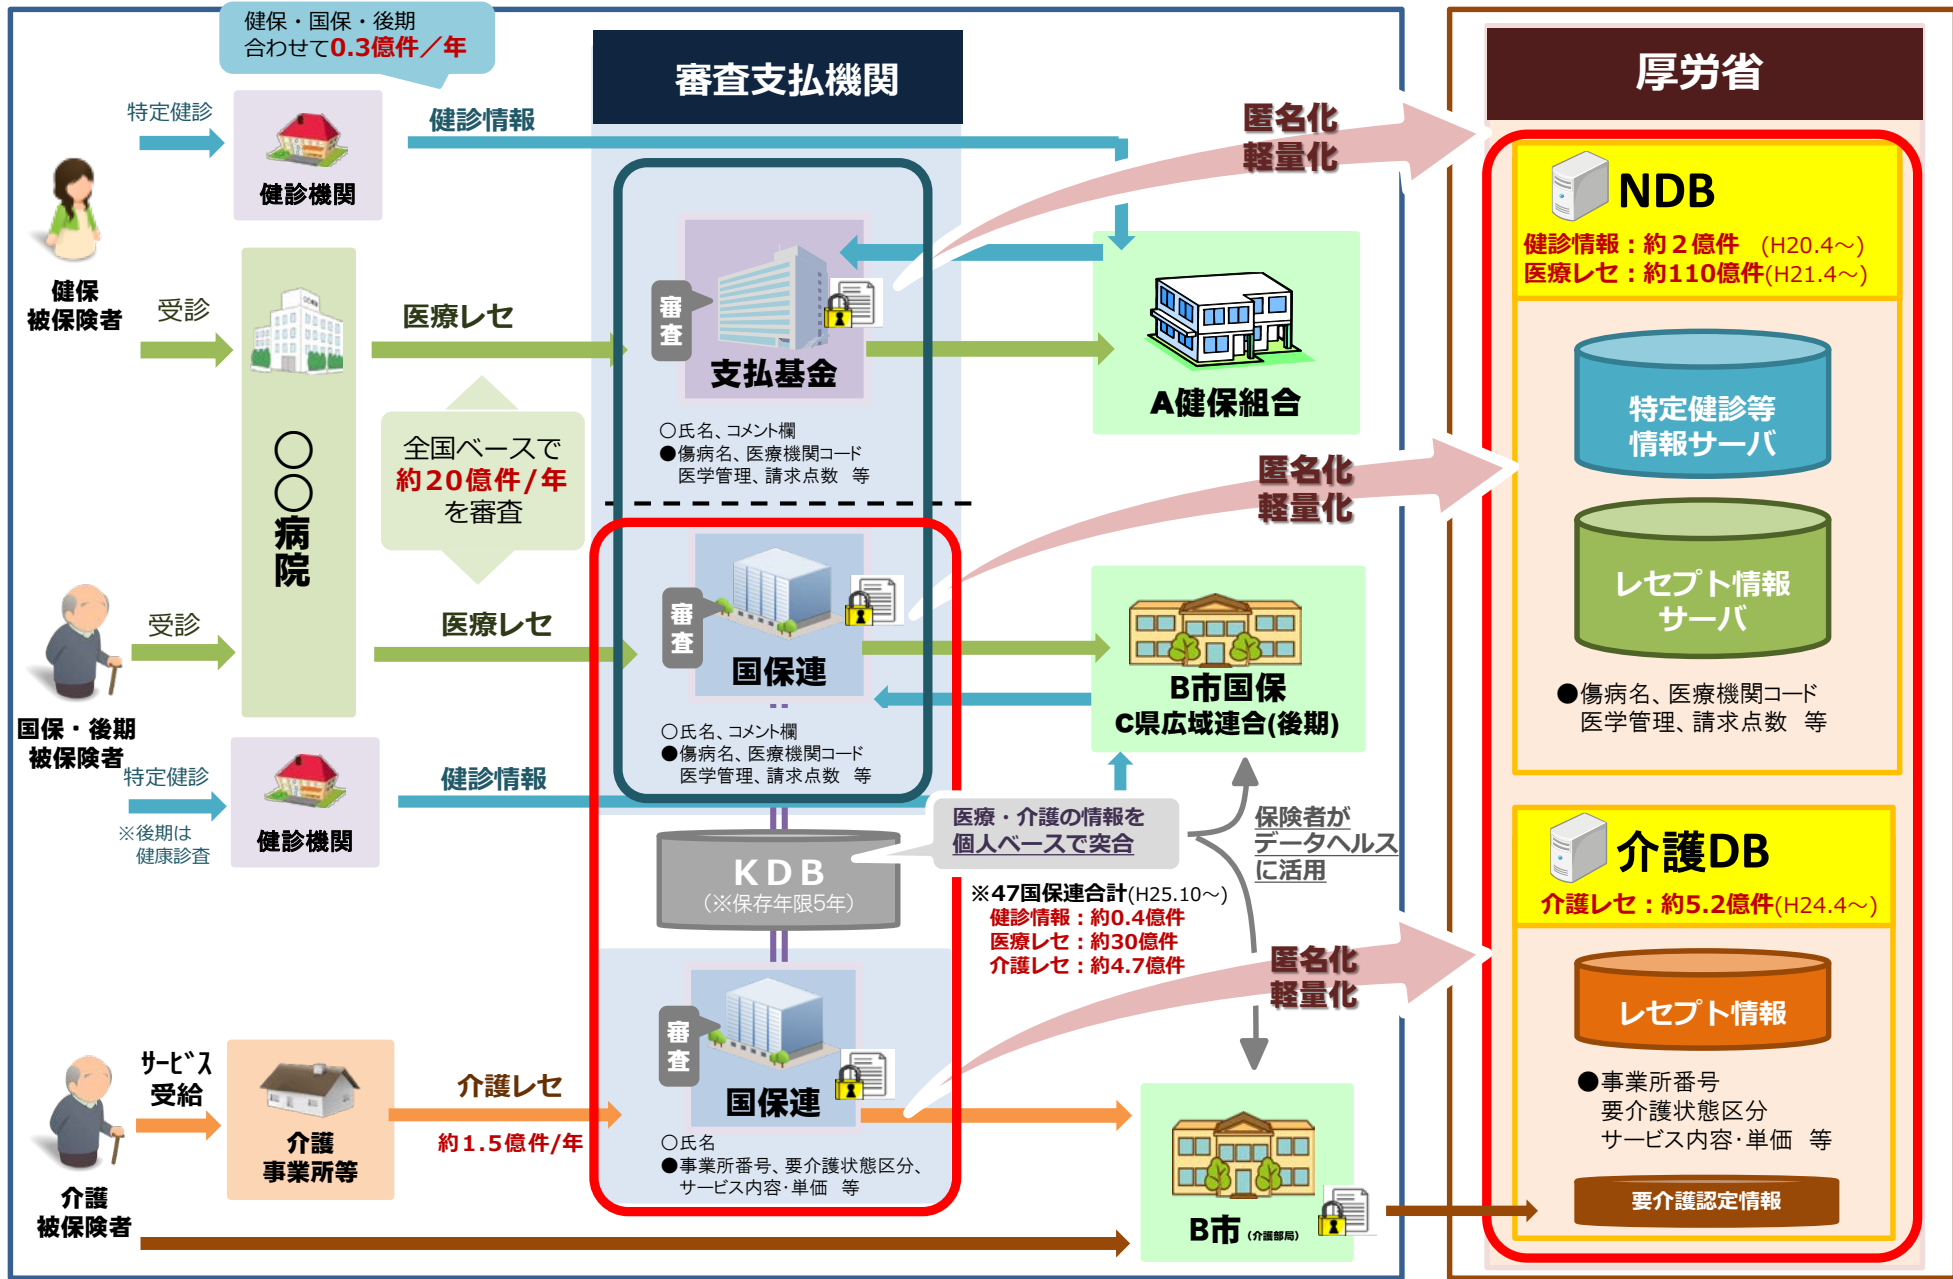 健保・国保・後期
合わせて0.3億件／年
審査支払機関
厚労省
特定健診
健診機関
健診情報
匿名化
軽量化
健保
被保険者
受診
医療レセ
審査
支払基金
○氏名、コメント欄
●傷病名、医療機関コード
医学管理、請求点数 等
A健保組合
NDB
健診情報：約２億件 (H20.4～)
医療レセ：約110億件(H21.4～)
特定健診等
情報サーバ
レセプト情報
サーバ
●傷病名、医療機関コード
医学管理、請求点数 等
○○病院
全国ベースで
約20億件/年
を審査
匿名化
軽量化
国保・後期
被保険者
受診
医療レセ
審査
国保連
○氏名、コメント欄
●傷病名、医療機関コード
医学管理、請求点数 等
B市国保
C県広域連合(後期)
特定健診
※後期は
健康診査
健診機関
健診情報
KDB
(※保存年限5年)
医療・介護の情報を
個人ベースで突合
保険者が
データヘルス
に活用
※47国保連合計(H25.10～)
健診情報：約0.4億件
医療レセ：約30億件
介護レセ：約4.7億件
匿名化
軽量化
介護DB
介護レセ：約5.2億件(H24.4～)
レセプト情報
●事業所番号
要介護状態区分
サービス内容・単価 等
要介護認定情報
介護
被保険者
サービス
受給
介護
事業所等
介護レセ
約1.5億件/年
審査
国保連
○氏名
●事業所番号、要介護状態区分、
サービス内容・単価 等
B市(介護部局)